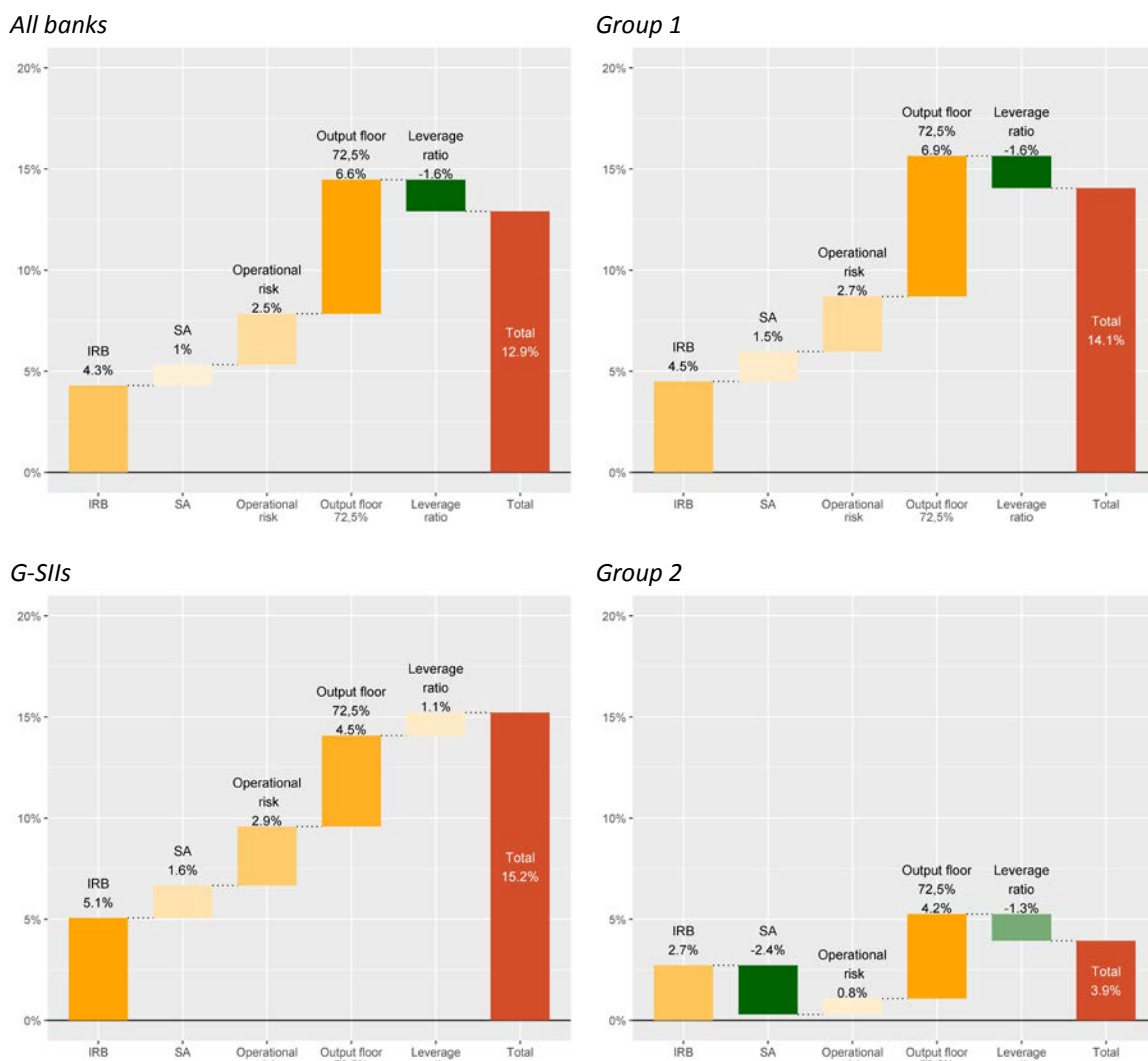 All banks
20%
15%
10%
5%
0%
IRB
4.3%
SA
1%
Operational
risk
2.5%
Output floor
72,5%
6.6%
Leverage
ratio
-1.6%
Total
12.9%
IRB
SA
Operational
risk
Output floor
72,5%
Leverage
ratio
Total
Group 1
20%
15%
10%
5%
0%
IRB
4.5%
SA
1.5%
Operational
risk
2.7%
Output floor
72,5%
6.9%
Leverage
ratio
-1.6%
Total
14.1%
IRB
SA
Operational
risk
Output floor
72,5%
Leverage
ratio
Total
G-SIIs
20%
15%
10%
5%
0%
IRB
5.1%
SA
1.6%
Operational
risk
2.9%
Output floor
72,5%
4.5%
Leverage
ratio
1.1%
Total
15.2%
IRB
SA
Operational
Output floor
Leverage
Total
Group 2
20%
15%
10%
5%
0%
IRB
2.7%
SA
-2.4%
Operational
risk
0.8%
Output floor
72,5%
4.2%
Leverage
ratio
-1.3%
Total
3.9%
IRB
SA
Operational
Output floor
Leverage
Total